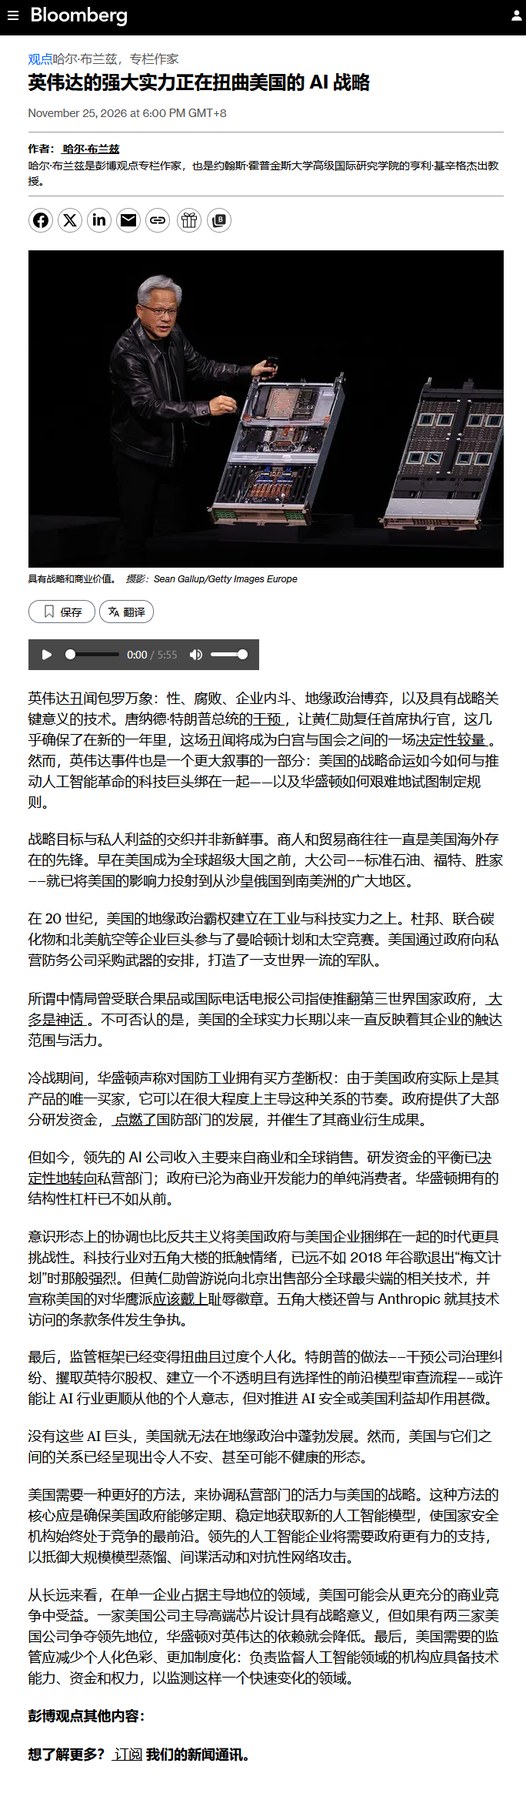 Bloomberg
观点哈尔·布兰兹，专栏作家
英伟达的强大实力正在扭曲美国的 AI 战略
November 25, 2026 at 6:00 PM GMT+8
作者： 哈尔·布兰兹
哈尔·布兰兹是彭博观点专栏作家，也是约翰斯·霍普金斯大学高级国际研究学院的亨利·基辛格杰出教
授。
具有战略和商业价值。 摄影：Sean Gallup/Getty Images Europe
保存 翻译
0:00 / 5:55
英伟达丑闻包罗万象：性、腐败、企业内斗、地缘政治博弈，以及具有战略关
键意义的技术。唐纳德·特朗普总统的干预 ，让黄仁勋复任首席执行官，这几
乎确保了在新的一年里，这场丑闻将成为白宫与国会之间的一场决定性较量 。
然而，英伟达事件也是一个更大叙事的一部分：美国的战略命运如今如何与推
动人工智能革命的科技巨头绑在一起——以及华盛顿如何艰难地试图制定规
则。
战略目标与私人利益的交织并非新鲜事。商人和贸易商往往一直是美国海外存
在的先锋。早在美国成为全球超级大国之前，大公司——标准石油、福特、胜家
——就已将美国的影响力投射到从沙皇俄国到南美洲的广大地区。
在 20 世纪，美国的地缘政治霸权建立在工业与科技实力之上。杜邦、联合碳
化物和北美航空等企业巨头参与了曼哈顿计划和太空竞赛。美国通过政府向私
营防务公司采购武器的安排，打造了一支世界一流的军队。
所谓中情局曾受联合果品或国际电话电报公司指使推翻第三世界国家政府， 大
多是神话 。不可否认的是，美国的全球实力长期以来一直反映着其企业的触达
范围与活力。
冷战期间，华盛顿声称对国防工业拥有买方垄断权：由于美国政府实际上是其
产品的唯一买家，它可以在很大程度上主导这种关系的节奏。政府提供了大部
分研发资金， 点燃了国防部门的发展，并催生了其商业衍生成果。
但如今，领先的 AI 公司收入主要来自商业和全球销售。研发资金的平衡已决
定性地转向私营部门；政府已沦为商业开发能力的单纯消费者。华盛顿拥有的
结构性杠杆已不如从前。
意识形态上的协调也比反共主义将美国政府与美国企业捆绑在一起的时代更具
挑战性。科技行业对五角大楼的抵触情绪，已远不如 2018 年谷歌退出“梅文计
划”时那般强烈。但黄仁勋曾游说向北京出售部分全球最尖端的相关技术，并
宣称美国的对华鹰派应该戴上耻辱徽章。五角大楼还曾与 Anthropic 就其技术
访问的条款条件发生争执。
最后，监管框架已经变得扭曲且过度个人化。特朗普的做法——干预公司治理纠
纷、攫取英特尔股权、建立一个不透明且有选择性的前沿模型审查流程——或许
能让 AI 行业更顺从他的个人意志，但对推进 AI 安全或美国利益却作用甚微。
没有这些 AI 巨头，美国就无法在地缘政治中蓬勃发展。然而，美国与它们之
间的关系已经呈现出令人不安、甚至可能不健康的形态。
美国需要一种更好的方法，来协调私营部门的活力与美国的战略。这种方法的
核心应是确保美国政府能够定期、稳定地获取新的人工智能模型，使国家安全
机构始终处于竞争的最前沿。领先的人工智能企业将需要政府更有力的支持，
以抵御大规模模型蒸馏、间谍活动和对抗性网络攻击。
从长远来看，在单一企业占据主导地位的领域，美国可能会从更充分的商业竞
争中受益。一家美国公司主导高端芯片设计具有战略意义，但如果有两三家美
国公司争夺领先地位，华盛顿对英伟达的依赖就会降低。最后，美国需要的监
管应减少个人化色彩、更加制度化：负责监督人工智能领域的机构应具备技术
能力、资金和权力，以监测这样一个快速变化的领域。
彭博观点其他内容：
想了解更多？ 订阅 我们的新闻通讯。